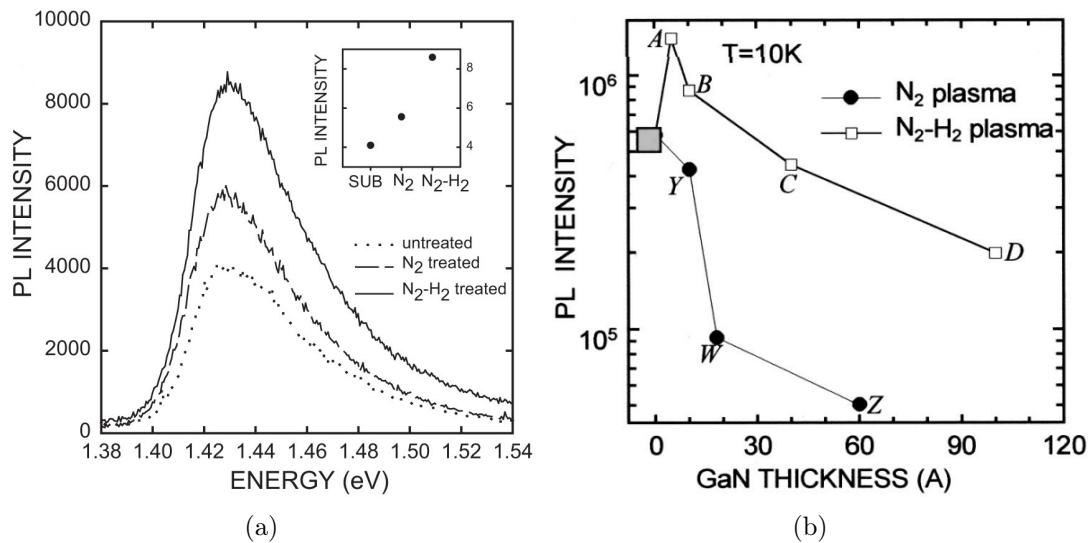 10000
8000
6000
4000
2000
0
1.38 1.40 1.42 1.44 1.46 1.48 1.50 1.52 1.54
PL INTENSITY
ENERGY (eV)
PL INTENSITY
8
6
4
SUB N2 N2-H2
untreated
N2 treated
N2-H2 treated
(a)
T=10K
N2 plasma
N2-H2 plasma
A
B
C
D
Y
W
Z
10^6
10^5
PL INTENSITY
0 30 60 90 120
GaN THICKNESS (A)
(b)